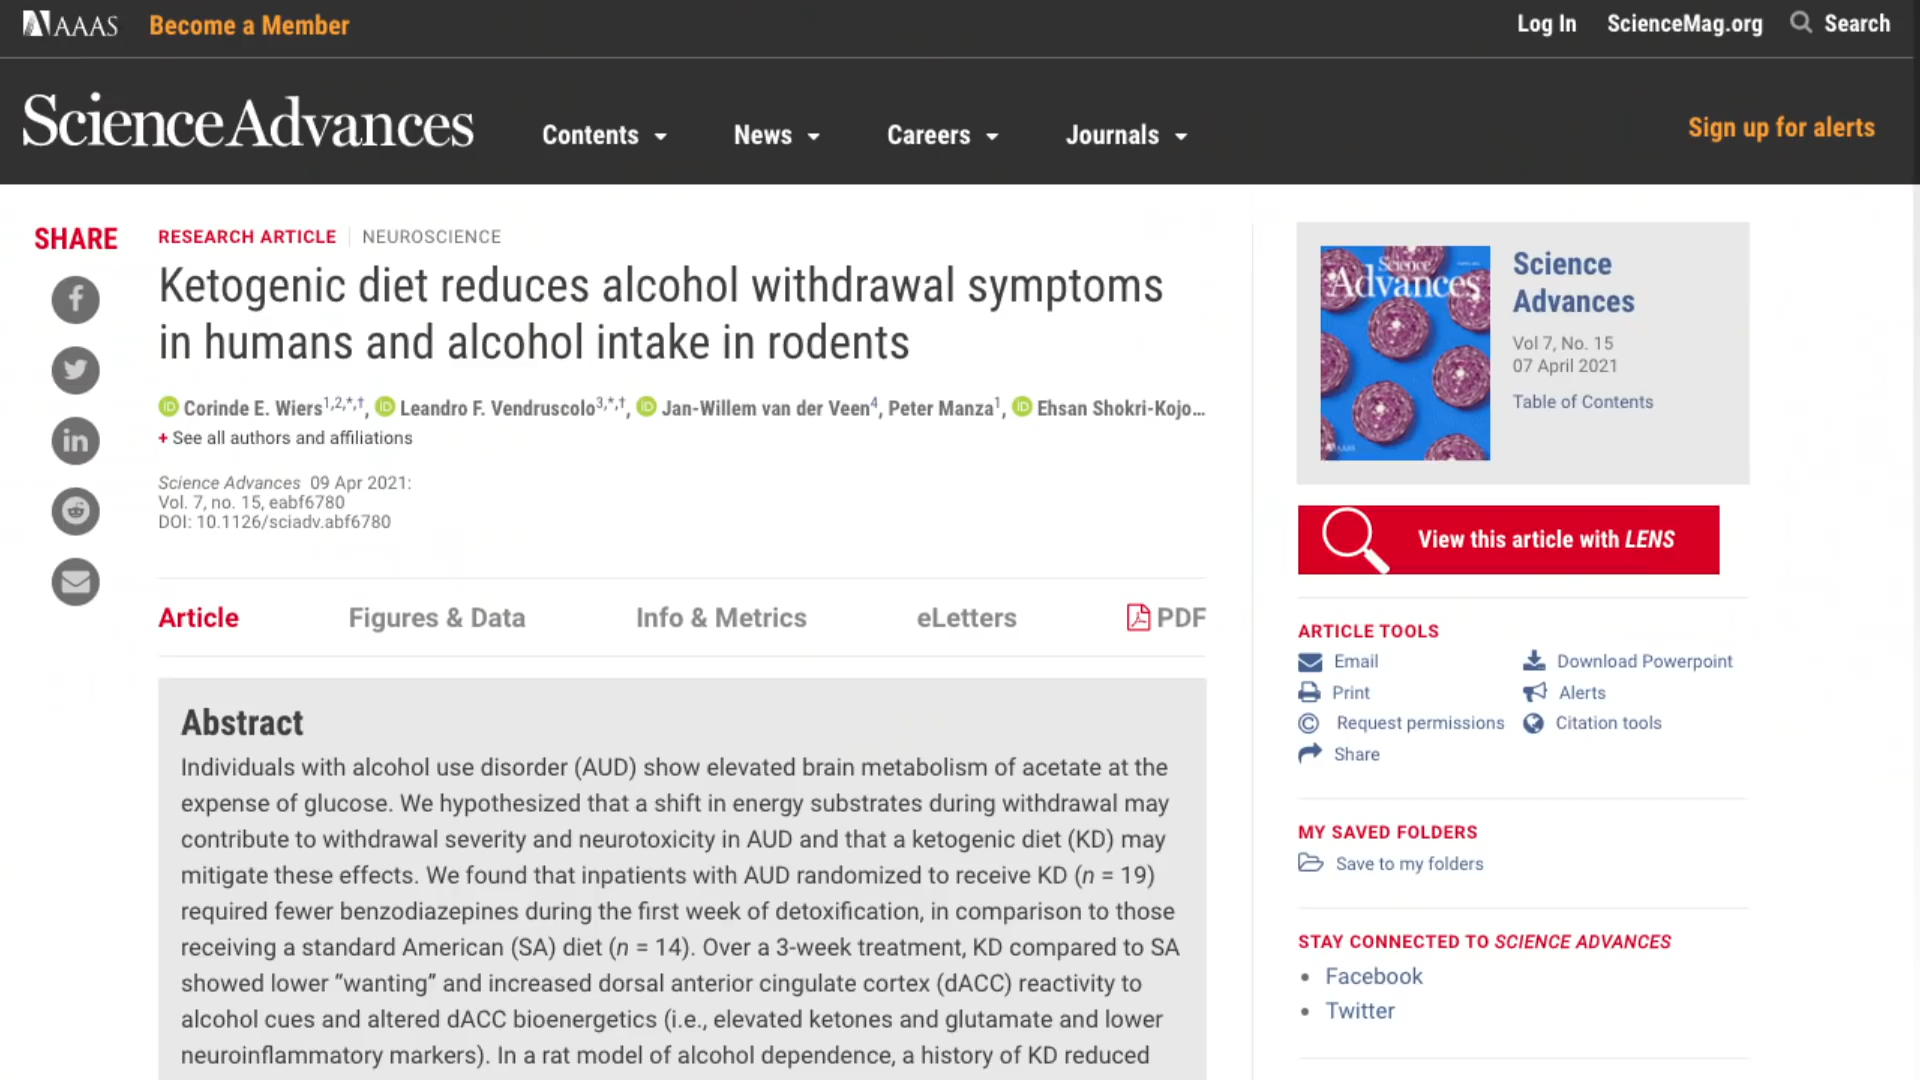 AAAS Become a Member Log In ScienceMag.org Search
Science Advances Contents News Careers Journals Sign up for alerts
SHARE
RESEARCH ARTICLE NEUROSCIENCE
Ketogenic diet reduces alcohol withdrawal symptoms
in humans and alcohol intake in rodents
Corinde E. Wiers1,2,*,†, Leandro F. Vendruscolo3,*,†, Jan-Willem van der Veen4, Peter Manza1, Ehsan Shokri-Kojo...
+ See all authors and affiliations
Science Advances 09 Apr 2021:
Vol. 7, no. 15, eabf6780
DOI: 10.1126/sciadv.abf6780
Article Figures & Data Info & Metrics eLetters PDF
Abstract
Individuals with alcohol use disorder (AUD) show elevated brain metabolism of acetate at the
expense of glucose. We hypothesized that a shift in energy substrates during withdrawal may
contribute to withdrawal severity and neurotoxicity in AUD and that a ketogenic diet (KD) may
mitigate these effects. We found that inpatients with AUD randomized to receive KD (n = 19)
required fewer benzodiazepines during the first week of detoxification, in comparison to those
receiving a standard American (SA) diet (n = 14). Over a 3-week treatment, KD compared to SA
showed lower “wanting” and increased dorsal anterior cingulate cortex (dACC) reactivity to
alcohol cues and altered dACC bioenergetics (i.e., elevated ketones and glutamate and lower
neuroinflammatory markers). In a rat model of alcohol dependence, a history of KD reduced
Science
Advances
Science
Advances
Vol 7, No. 15
07 April 2021
Table of Contents
View this article with LENS
ARTICLE TOOLS
Email Download Powerpoint
Print Alerts
Request permissions Citation tools
Share
MY SAVED FOLDERS
Save to my folders
STAY CONNECTED TO SCIENCE ADVANCES
• Facebook
• Twitter